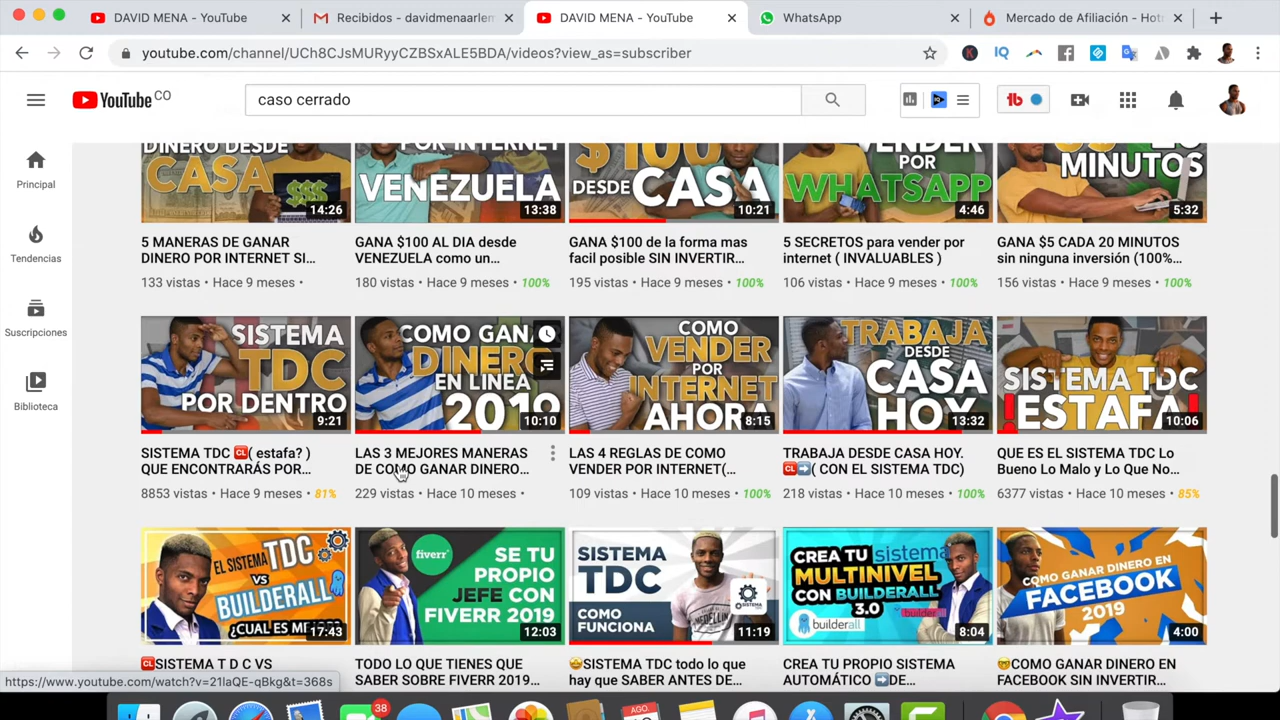 DAVID MENA - YouTube
Recibidos - davidmenaarlem
DAVID MENA - YouTube
WhatsApp
Mercado de Afiliación - Hot
youtube.com/channel/UCh8CJsMURyyCZBSxALE5BDA/videos?view_as=subscriber
YouTube CO
caso cerrado
Principal
Tendencias
Suscripciones
Biblioteca
DINERO DESDE
CASA
$$$
14:26
POR INTERNET
VENEZUELA
13:38
$100
DESDE CASA
10:21
VENDER
POR
WHATSAPP
4:46
MINUTOS
5:32
5 MANERAS DE GANAR
DINERO POR INTERNET SI...
133 vistas • Hace 9 meses •
GANA $100 AL DIA desde
VENEZUELA como un...
180 vistas • Hace 9 meses • 100%
GANA $100 de la forma mas
facil posible SIN INVERTIR...
195 vistas • Hace 9 meses • 100%
5 SECRETOS para vender por
internet ( INVALUABLES )
106 vistas • Hace 9 meses • 100%
GANA $5 CADA 20 MINUTOS
sin ninguna inversión (100%...
156 vistas • Hace 9 meses • 100%
SISTEMA
TDC
POR DENTRO
9:21
COMO GANA
DINERO
EN LINEA
2019
10:10
COMO
VENDER
POR
INTERNET
AHORA
8:15
TRABAJA
DESDE
CASA
HOY
13:32
SISTEMA TDC
!ESTAFA!
10:06
SISTEMA TDC 🆑( estafa? )
QUE ENCONTRARÁS POR...
8853 vistas • Hace 9 meses • 81%
LAS 3 MEJORES MANERAS
DE COMO GANAR DINERO...
229 vistas • Hace 10 meses •
LAS 4 REGLAS DE COMO
VENDER POR INTERNET(...
109 vistas • Hace 10 meses • 100%
TRABAJA DESDE CASA HOY.
🆑➡️( CON EL SISTEMA TDC)
218 vistas • Hace 10 meses • 100%
QUE ES EL SISTEMA TDC Lo
Bueno Lo Malo y Lo Que No...
6377 vistas • Hace 10 meses • 85%
EL SISTEMA TDC
VS
BUILDERALL
¿CUAL ES ME
17:43
fiverr
SE TU
PROPIO
JEFE CON
FIVERR 2019
12:03
SISTEMA
TDC
COMO
FUNCIONA
11:19
CREA TU sistema
MULTINIVEL
CON BUILDERALL
3.0
builderall
8:04
COMO GANAR DINERO EN
FACEBOOK
2019
4:00
🆑SISTEMA T D C VS
TODO LO QUE TIENES QUE
SABER SOBRE FIVERR 2019...
🤩SISTEMA TDC todo lo que
hay que SABER ANTES DE...
CREA TU PROPIO SISTEMA
AUTOMÁTICO ➡️DE...
🤓COMO GANAR DINERO EN
FACEBOOK SIN INVERTIR...
https://www.youtube.com/watch?v=21laQE-qBkg&t=368s
38
AGO.